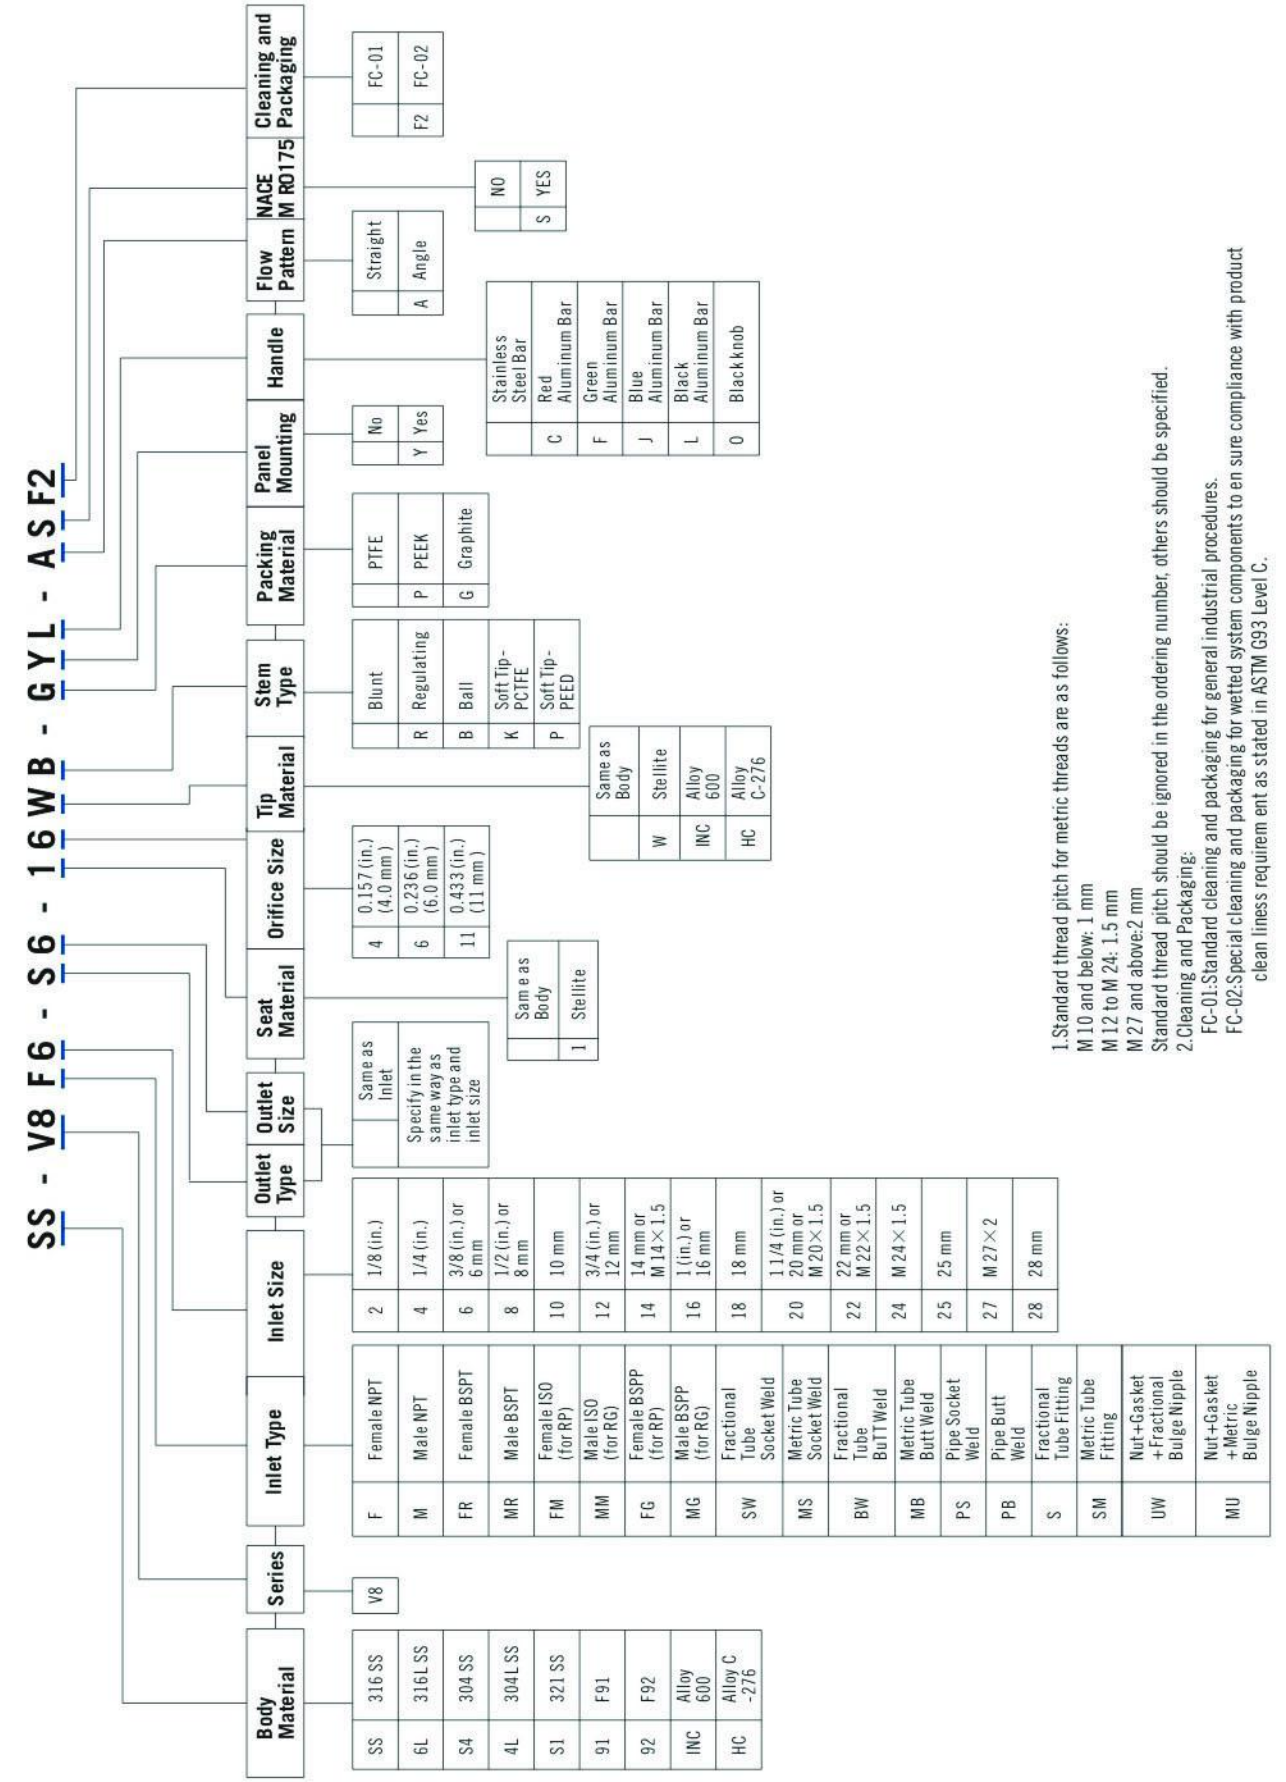 SS - V8 F6 - S6 - 16 WB - GYL - ASF2
Body
Material
Series
Inlet Type
Inlet Size
Outlet
Type
Outlet
Size
Seat
Material
Orifice Size
Tip
Material
Stem
Type
Packing
Material
Panel
Mounting
Handle
Flow
Pattern
NACE
M R0175
Cleaning and
Packaging
SS 316 SS
6L 316L SS
S4 304 SS
4L 304L SS
S1 321 SS
91 F91
92 F92
INC Alloy
600
HC Alloy C
-276
V8
F Female NPT
M Male NPT
FR Female BSPT
MR Male BSPT
FM Female ISO
(for RP)
MM Male ISO
(for RG)
FG Female BSPP
(for RP)
MG Male BSPP
(for RG)
SW Fractional
Tube
Socket Weld
MS Metric Tube
Socket Weld
BW Fractional
Tube
BuTT Weld
MB Metric Tube
Butt Weld
PS Pipe Socket
Weld
PB Pipe Butt
Weld
S Fractional
Tube Fitting
SM Metric Tube
Fitting
UW Nut+Gasket
+Fractional
Bulge Nipple
MU Nut+Gasket
+Metric
Bulge Nipple
2 1/8 (in.)
4 1/4 (in.)
6 3/8 (in.) or
6 mm
8 1/2 (in.) or
8 mm
10 10 mm
12 3/4 (in.) or
12 mm
14 14 mm or
M 14×1.5
16 1 (in.) or
16 mm
18 18 mm
20 1 1/4 (in.) or
20 mm or
M 20×1.5
22 22 mm or
M 22×1.5
24 M 24×1.5
25 25 mm
27 M 27×2
28 28 mm
Same as
Inlet
Specify in the
same way as
inlet type and
inlet size
Same as
Body
1 Stellite
4 0.157 (in.)
(4.0 mm )
6 0.236 (in.)
(6.0 mm )
11 0.433 (in.)
(11 mm )
Same as
Body
W Stellite
INC Alloy
600
HC Alloy
C-276
Blunt
R Regulating
B Ball
K Soft Tip-
PCTFE
P Soft Tip-
PEED
PTFE
P PEEK
G Graphite
No
Y Yes
Stainless
Steel Bar
C Red
Aluminum Bar
F Green
Aluminum Bar
J Blue
Aluminum Bar
L Black
Aluminum Bar
O Black knob
Straight
A Angle
NO
S YES
FC-01
F2 FC-02
1.Standard thread pitch for metric threads are as follows:
M 10 and below: 1 mm
M 12 to M 24: 1.5 mm
M 27 and above:2 mm
Standard thread pitch should be ignored in the ordering number, others should be specified.
2.Cleaning and Packaging:
FC-01:Standard cleaning and packaging for general industrial procedures.
FC-02:Special cleaning and packaging for wetted system components to en sure compliance with product
clean liness requirem ent as stated in ASTM G93 Level C.